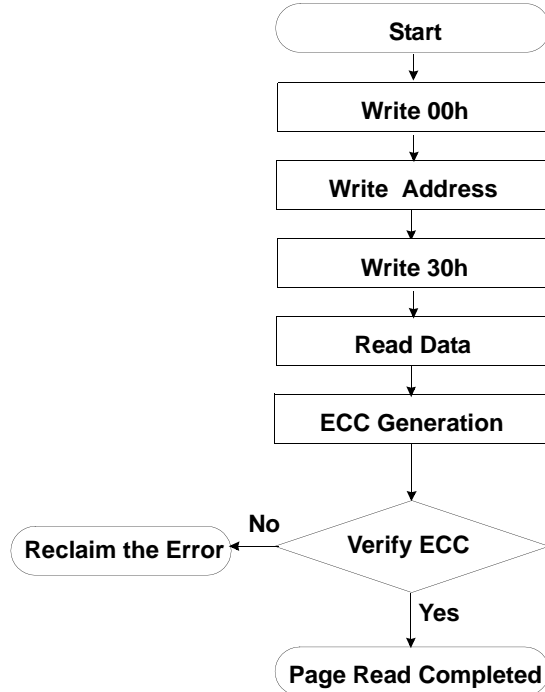 Start
Write 00h
Write Address
Write 30h
Read Data
ECC Generation
No
Reclaim the Error
Verify ECC
Yes
Page Read Completed